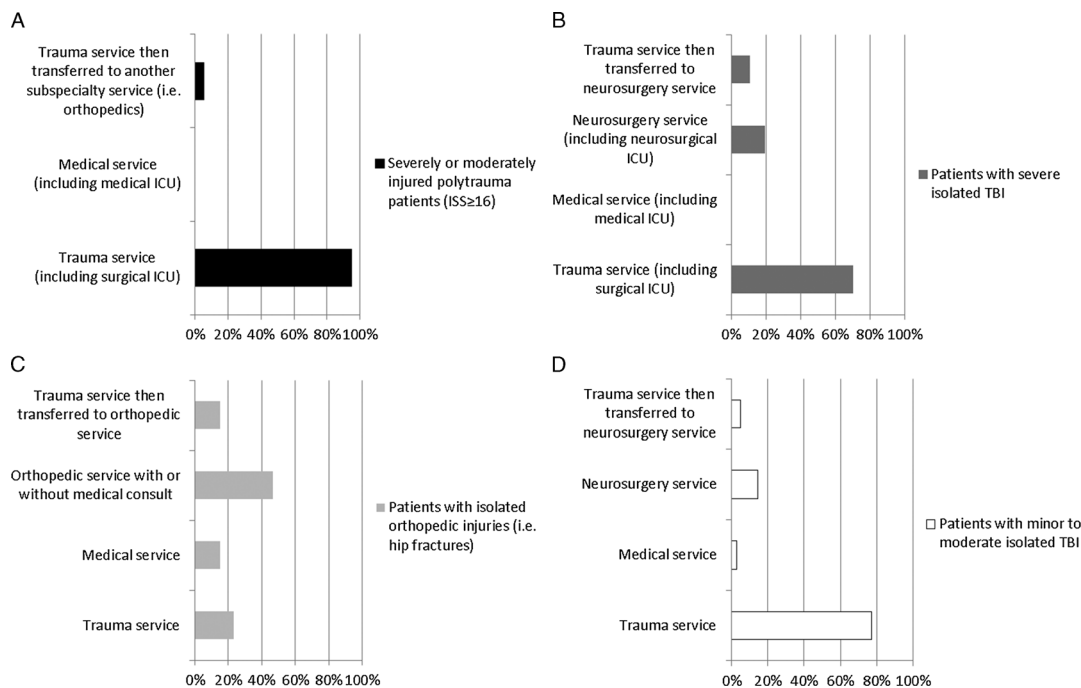 A
Trauma service then
transferred to another
subspecialty service (i.e.
orthopedics)
Medical service
(including medical ICU)
Trauma service
(including surgical ICU)
0% 20% 40% 60% 80% 100%
Severely or moderately
injured polytrauma
patients (ISS≥16)
B
Trauma service then
transferred to
neurosurgery service
Neurosurgery service
(including neurosurgical
ICU)
Medical service (including
medical ICU)
Trauma service (including
surgical ICU)
0% 20% 40% 60% 80% 100%
Patients with severe
isolated TBI
C
Trauma service then
transferred to orthopedic
service
Orthopedic service with or
without medical consult
Medical service
Trauma service
0% 20% 40% 60% 80% 100%
Patients with isolated
orthopedic injuries (i.e.
hip fractures)
D
Trauma service then
transferred to
neurosurgery service
Neurosurgery service
Medical service
Trauma service
0% 20% 40% 60% 80% 100%
Patients with minor to
moderate isolated TBI